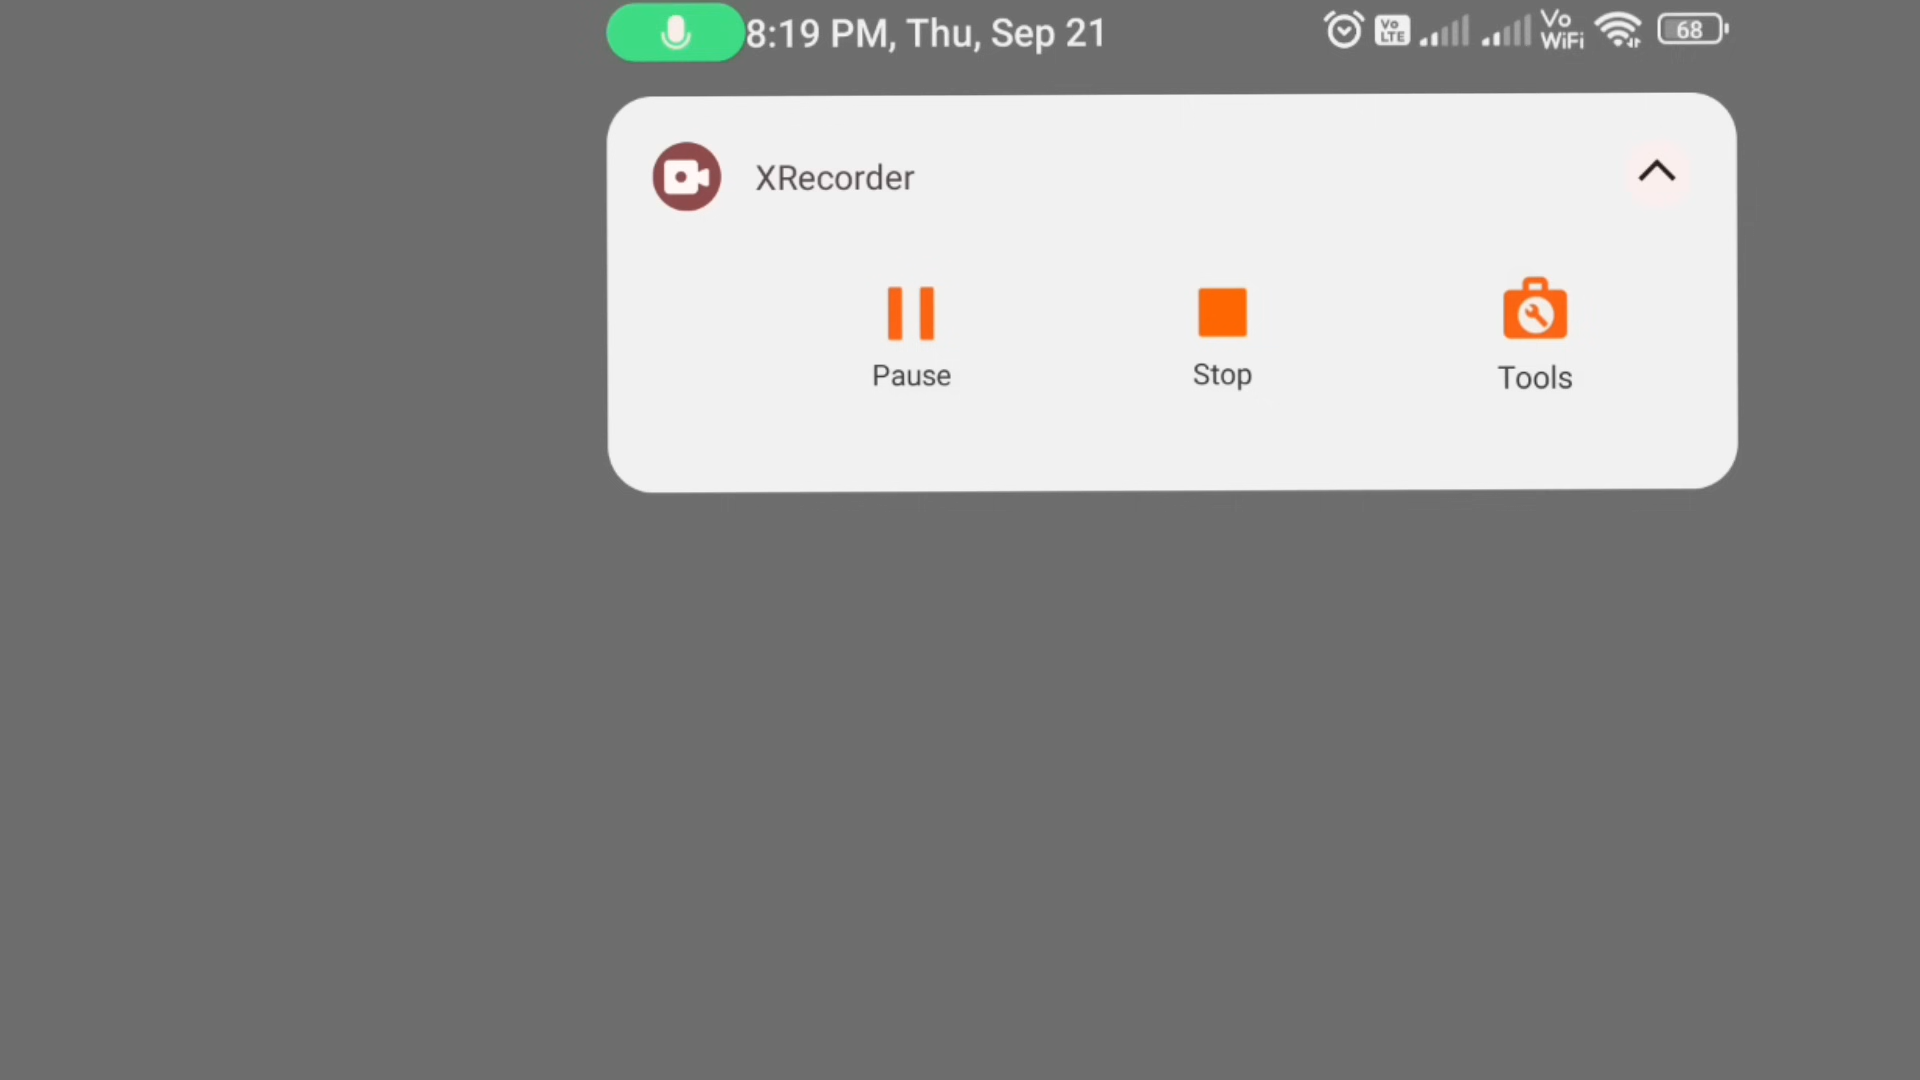 8:19 PM, Thu, Sep 21 Vo LTE Vo WiFi 68
XRecorder
Pause Stop Tools